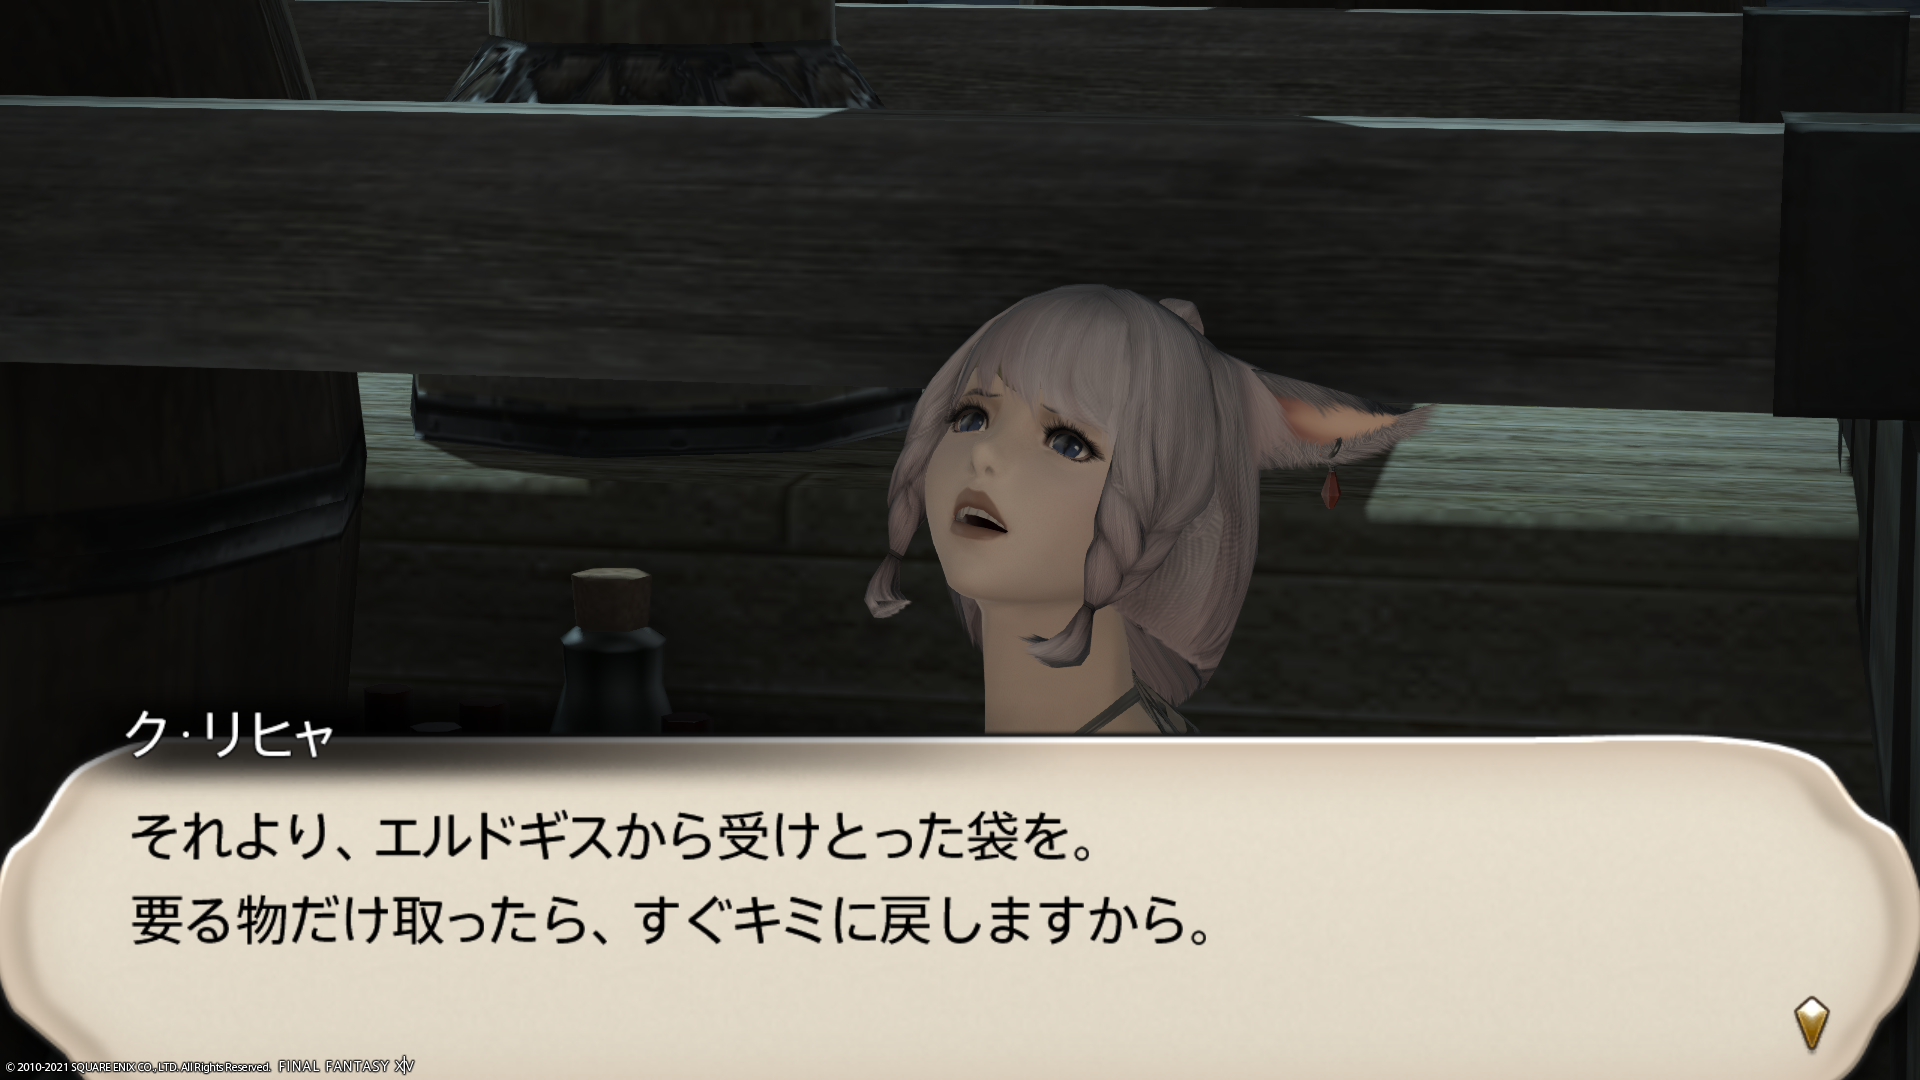 ク・リヒャ
それより、エルドギスから受けとった袋を。
要る物だけ取ったら、すぐキミに戻しますから。
© 2010-2021 SQUARE ENIX CO., LTD. All Rights Reserved. FINAL FANTASY XIV